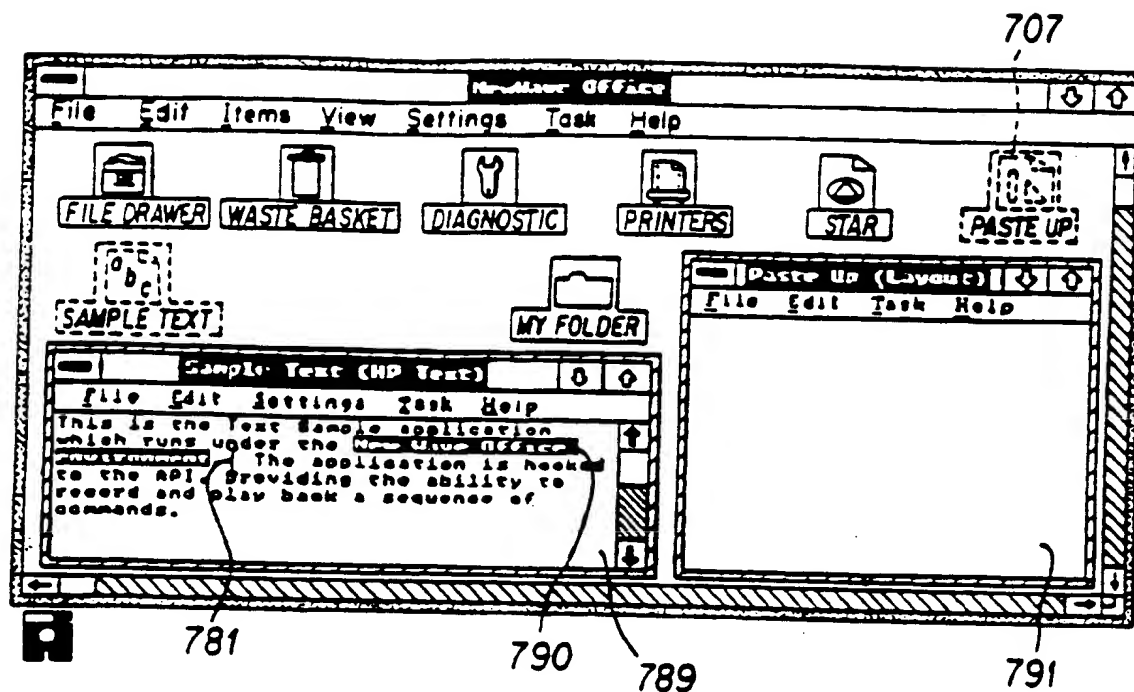 707
NewWave Office
File Edit Items View Settings Task Help
FILE DRAWER WASTE BASKET DIAGNOSTIC PRINTERS STAR PASTE UP
SAMPLE TEXT MY FOLDER
Paste Up (Layout)
File Edit Task Help
Sample Text (HP Text)
File Edit Settings Task Help
This is the Text Sample application
which runs under the New Wave Office
environment. The application is hooked
to the API, providing the ability to
record and play back a sequence of
commands.
781 790 789 791